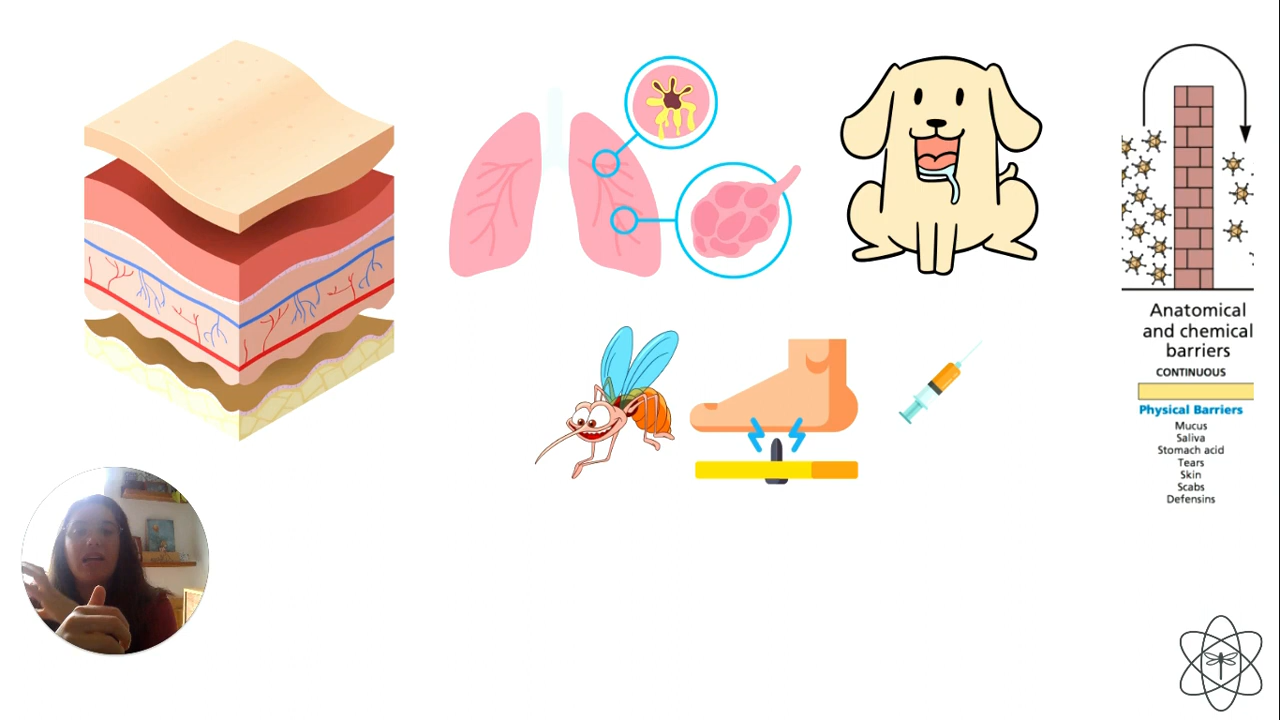 Anatomical
and chemical
barriers
CONTINUOUS
Physical Barriers
Mucus
Saliva
Stomach acid
Tears
Skin
Scabs
Defensins